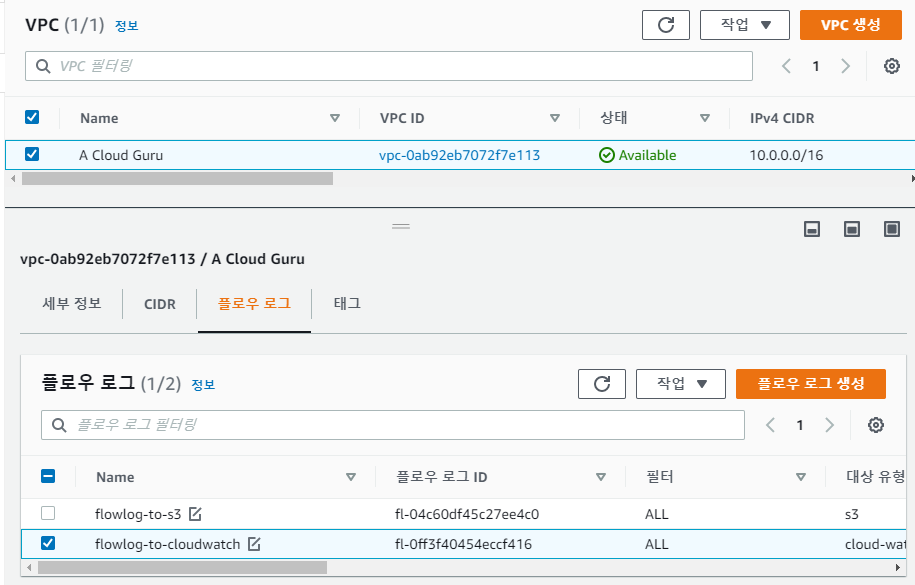 VPC (1/1) 정보
작업 ▼
VPC 생성
VPC 필터링
1
Name VPC ID 상태 IPv4 CIDR
A Cloud Guru vpc-0ab92eb7072f7e113 Available 10.0.0.0/16
vpc-0ab92eb7072f7e113 / A Cloud Guru
세부 정보 CIDR 플로우 로그 태그
플로우 로그 (1/2) 정보
작업 ▼
플로우 로그 생성
플로우 로그 필터링
1
Name 플로우 로그 ID 필터 대상 유형
flowlog-to-s3 fl-04c60df45c27ee4c0 ALL s3
flowlog-to-cloudwatch fl-0ff3f40454eccf416 ALL cloud-wat